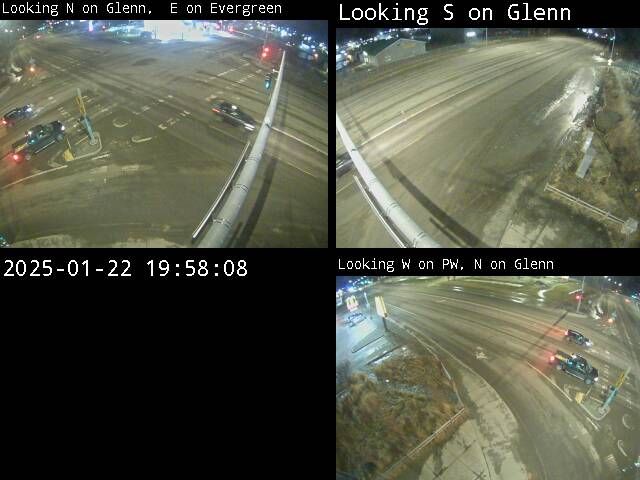 Looking N on Glenn,  E on Evergreen
Looking S on Glenn
2025-01-22 19:58:08
Looking W on PW, N on Glenn